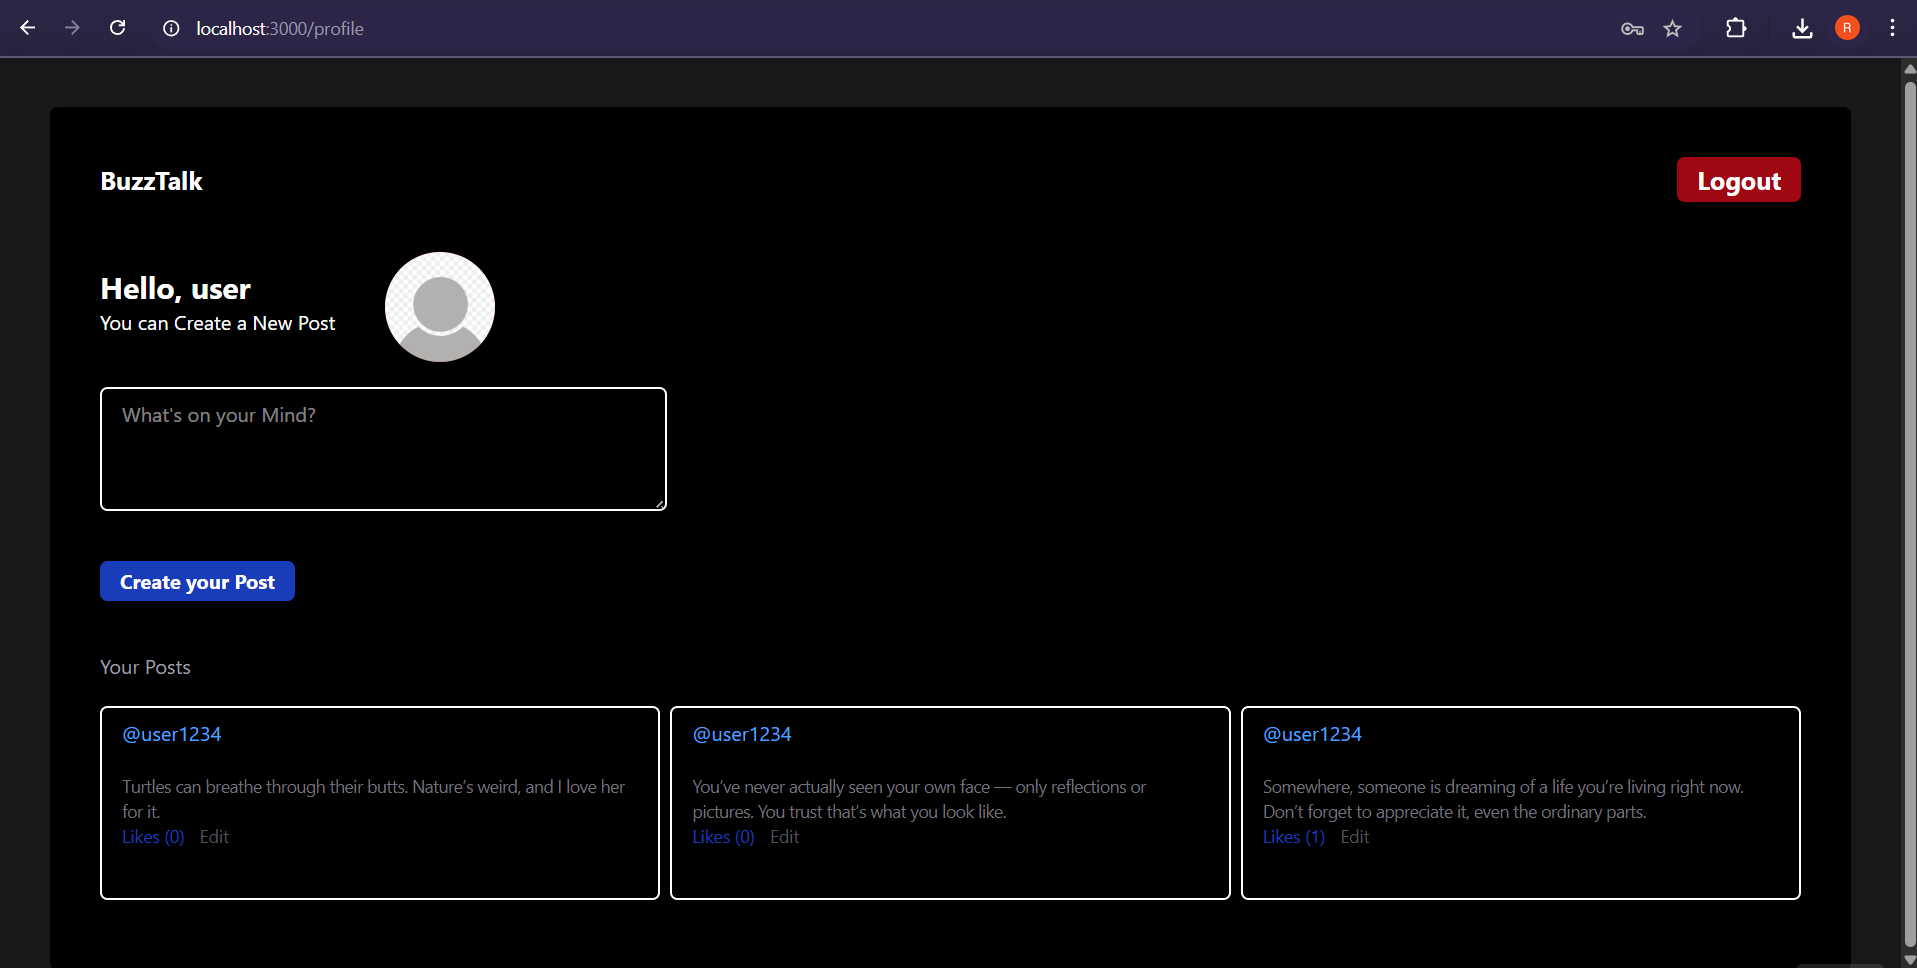 localhost:3000/profile
R
BuzzTalk
Logout
Hello, user
You can Create a New Post
What's on your Mind?
Create your Post
Your Posts
@user1234
Turtles can breathe through their butts. Nature’s weird, and I love her
for it.
Likes (0) Edit
@user1234
You’ve never actually seen your own face — only reflections or
pictures. You trust that’s what you look like.
Likes (0) Edit
@user1234
Somewhere, someone is dreaming of a life you’re living right now.
Don’t forget to appreciate it, even the ordinary parts.
Likes (1) Edit